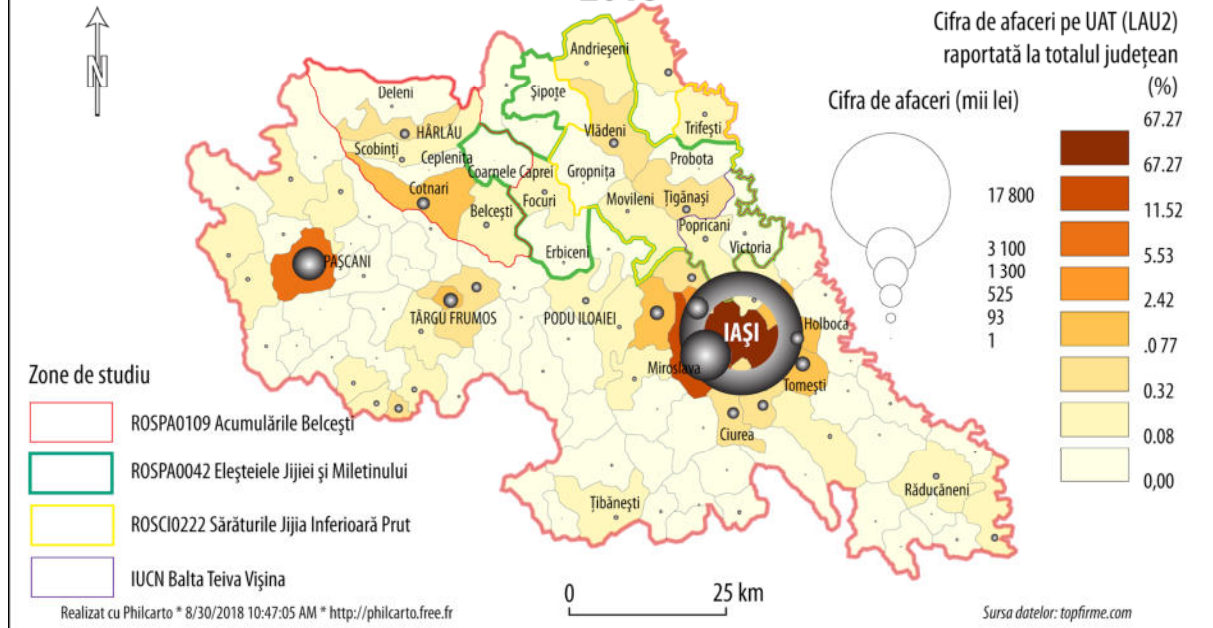 N
Cifra de afaceri pe UAT (LAU2)
raportată la totalul județean
(%)
Cifra de afaceri (mii lei)
17 800
3 100
1 300
525
93
1
67.27
67.27
11.52
5.53
2.42
.077
0.32
0.08
0,00
Andrieșeni
Șipoțe
Deleni
Trifești
HÂRLĂU
Vlădeni
Scobinți
Ceplenița
Probota
Coarnele Caprei
Gropnița
Cotnari
Focuri
Movileni
Țigănași
Belcești
Popricani
Victoria
Erbiceni
PAȘCANI
TÂRGU FRUMOS
PODU ILOAIEI
IAȘI
Holboca
Miroslava
Tomești
Ciurea
Țibănești
Răducăneni
Zone de studiu
ROSPA0109 Acumulările Belcești
ROSPA0042 Eleșteiele Jijiei și Miletinului
ROSCI0222 Sărăturile Jijia Inferioară Prut
IUCN Balta Teiva Vișina
0 25 km
Realizat cu Philcarto * 8/30/2018 10:47:05 AM * http://philcarto.free.fr
Sursa datelor: topfirme.com